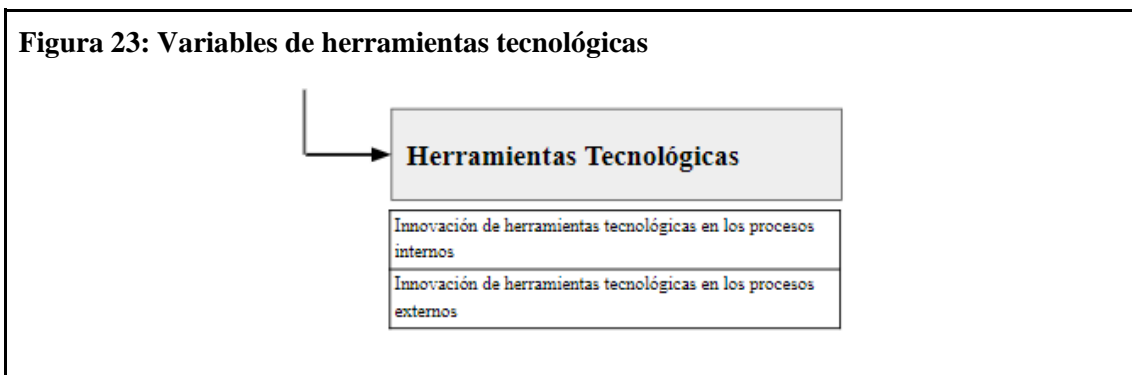 Figura 23: Variables de herramientas tecnológicas
Herramientas Tecnológicas
Innovación de herramientas tecnológicas en los procesos
internos
Innovación de herramientas tecnológicas en los procesos
externos